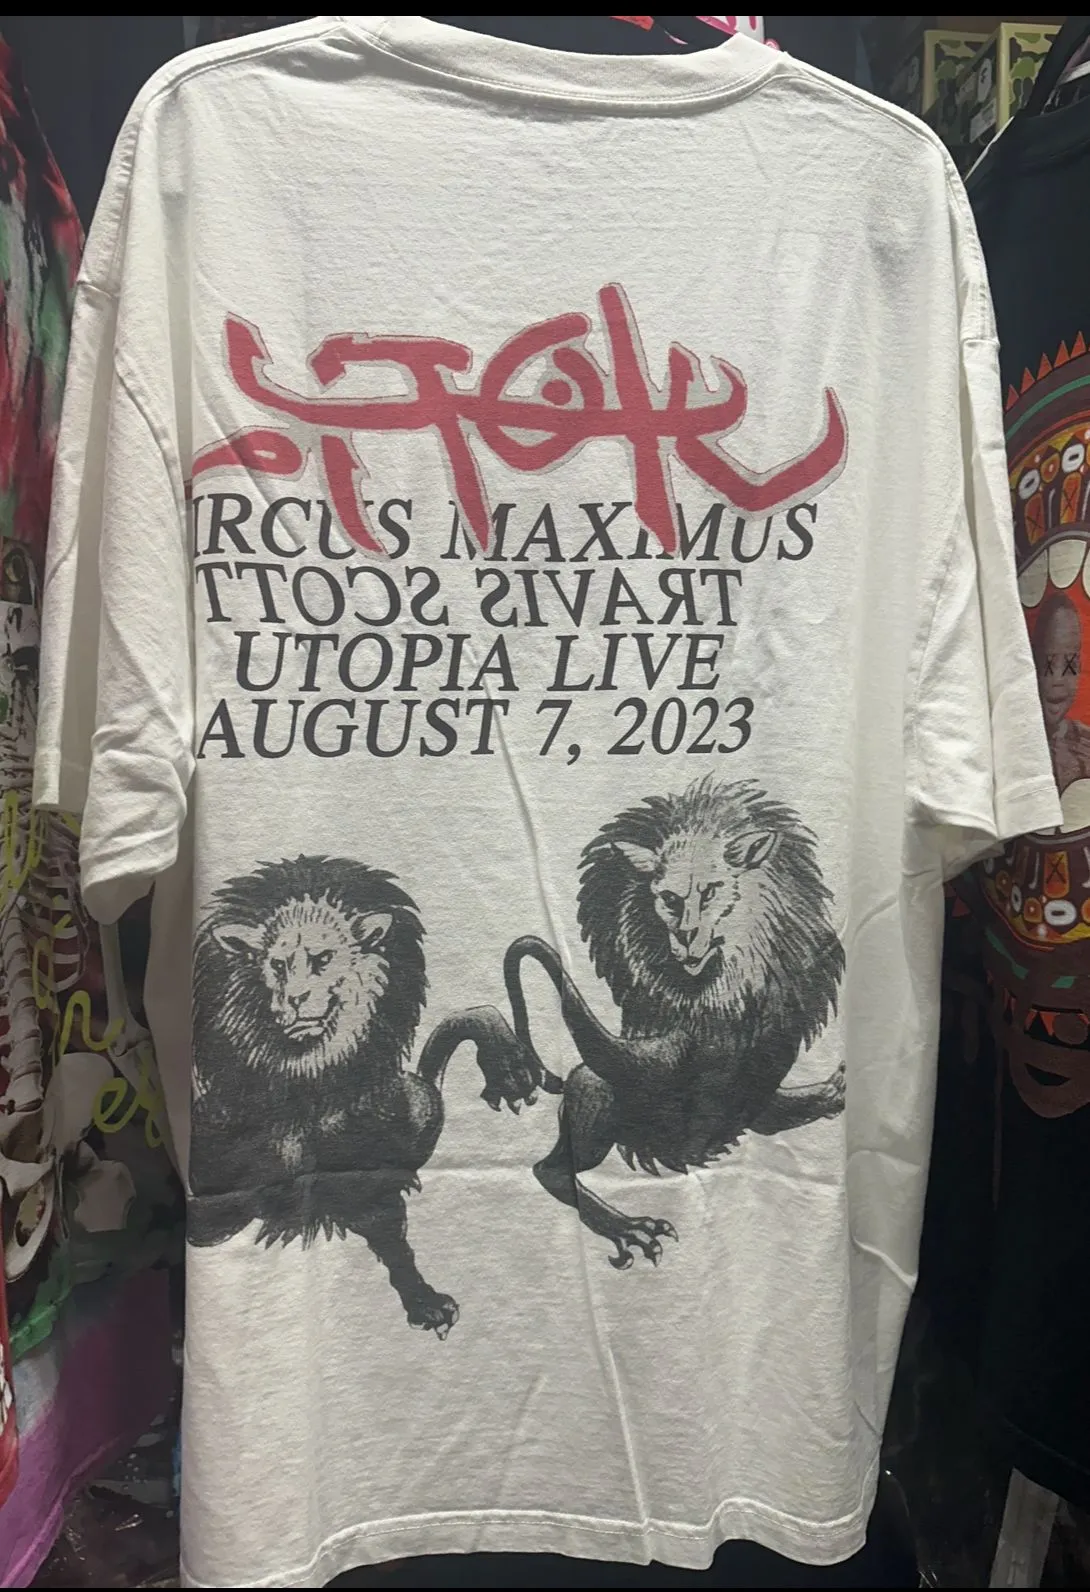 IRCUS MAXIMUS
TRAVIS SCOTT
UTOPIA LIVE
AUGUST 7, 2023